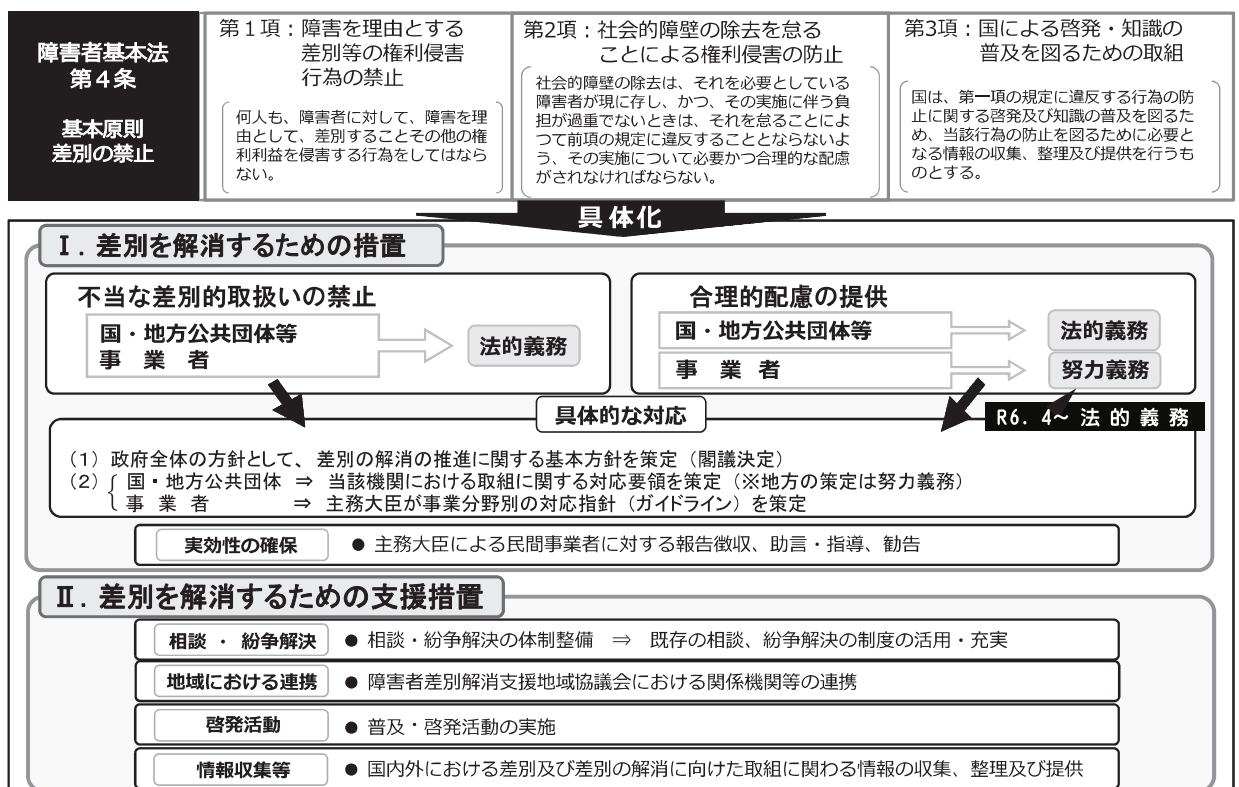 障害者基本法
第4条
基本原則
差別の禁止
第1項:障害を理由とする
差別等の権利侵害
行為の禁止
何人も、障害者に対して、障害を理
由として、差別することその他の権
利利益を侵害する行為をしてはなら
ない。
第2項:社会的障壁の除去を怠る
ことによる権利侵害の防止
社会的障壁の除去は、それを必要としている
障害者が現に存し、かつ、その実施に伴う負
担が過重でないときは、それを怠ることによ
つて前項の規定に違反することとならないよ
う、その実施について必要かつ合理的な配慮
がされなければならない。
第3項:国による啓発・知識の
普及を図るための取組
国は、第一項の規定に違反する行為の防
止に関する啓発及び知識の普及を図るた
め、当該行為の防止を図るために必要と
なる情報の収集、整理及び提供を行うも
のとする。
具体化
Ⅰ.差別を解消するための措置
不当な差別的取扱いの禁止
国・地方公共団体等
事 業 者
法的義務
合理的配慮の提供
国・地方公共団体等
法的義務
事 業 者
努力義務
R6.4~法的義務
具体的な対応
(1)政府全体の方針として、差別の解消の推進に関する基本方針を策定(閣議決定)
(2) 国・地方公共団体 ⇒ 当該機関における取組に関する対応要領を策定(※地方の策定は努力義務)
事 業 者 ⇒ 主務大臣が事業分野別の対応指針(ガイドライン)を策定
実効性の確保 ● 主務大臣による民間事業者に対する報告徴収、助言・指導、勧告
Ⅱ.差別を解消するための支援措置
相談・紛争解決 ● 相談・紛争解決の体制整備 ⇒ 既存の相談、紛争解決の制度の活用・充実
地域における連携 ● 障害者差別解消支援地域協議会における関係機関等の連携
啓発活動 ● 普及・啓発活動の実施
情報収集等 ● 国内外における差別及び差別の解消に向けた取組に関わる情報の収集、整理及び提供